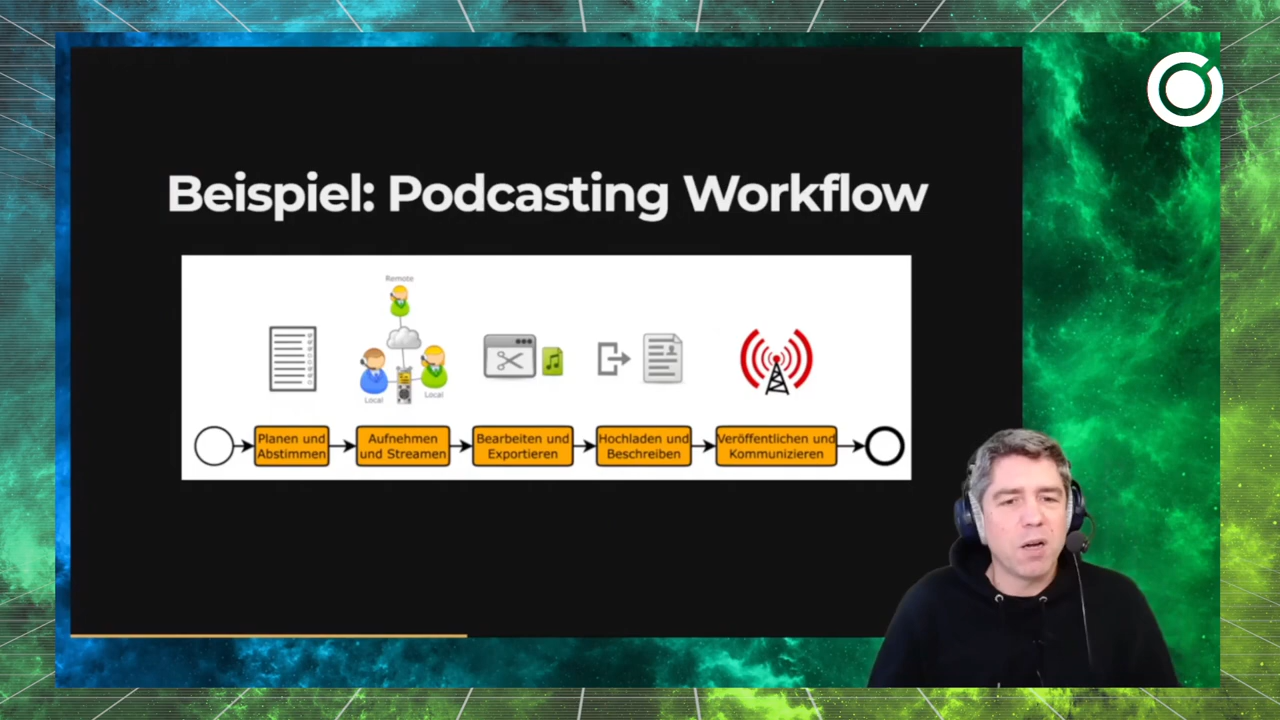 Beispiel: Podcasting Workflow
Remote
Local
Local
Planen und
Abstimmen
Aufnehmen
und Streamen
Bearbeiten und
Exportieren
Hochladen und
Beschreiben
Veröffentlichen und
Kommunizieren